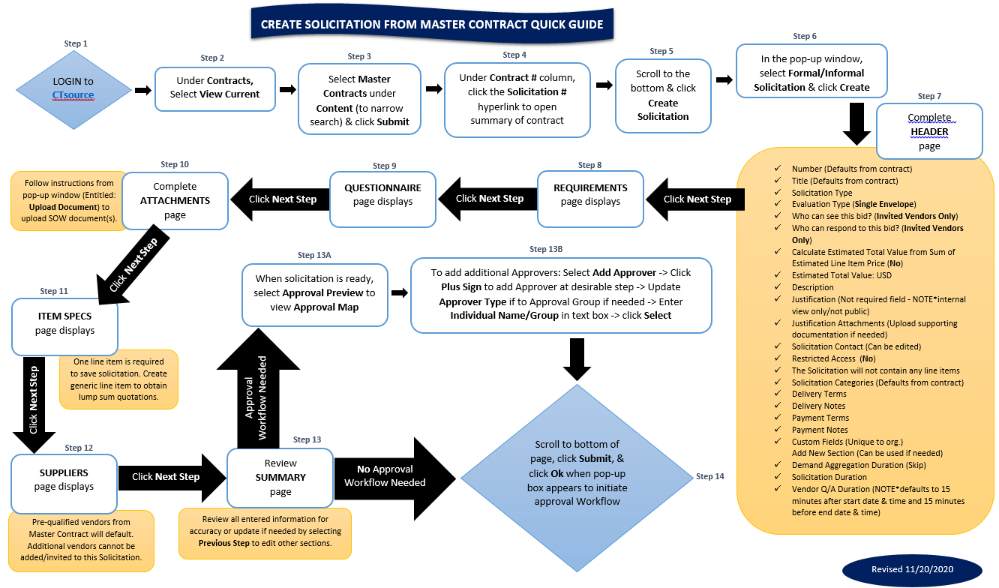 CREATE SOLICITATION FROM MASTER CONTRACT QUICK GUIDE
Step 1
LOGIN to
CTsource
Step 2
Under Contracts,
Select View Current
Step 3
Select Master
Contracts under
Content (to narrow
search) & click Submit
Step 4
Under Contract # column,
click the Solicitation #
hyperlink to open
summary of contract
Step 5
Scroll to the
bottom & click
Create
Solicitation
Step 6
In the pop-up window,
select Formal/Informal
Solicitation & click Create
Step 7
Complete
HEADER
page
✓ Number (Defaults from contract)
✓ Title (Defaults from contract)
✓ Solicitation Type
✓ Evaluation Type (Single Envelope)
✓ Who can see this bid? (Invited Vendors Only)
✓ Who can respond to this bid? (Invited Vendors
Only)
✓ Calculate Estimated Total Value from Sum of
Estimated Line Item Price (No)
✓ Estimated Total Value: USD
✓ Description
✓ Justification (Not required field - NOTE*internal
view only/not public)
✓ Justification Attachments (Upload supporting
documentation if needed)
✓ Solicitation Contact (Can be edited)
✓ Restricted Access (No)
✓ The Solicitation will not contain any line items
✓ Solicitation Categories (Defaults from contract)
✓ Delivery Terms
✓ Delivery Notes
✓ Payment Terms
✓ Payment Notes
✓ Custom Fields (Unique to org.)
Add New Section (Can be used if needed)
✓ Demand Aggregation Duration (Skip)
✓ Solicitation Duration
✓ Vendor Q/A Duration (NOTE*defaults to 15
minutes after start date & time and 15 minutes
before end date & time)
Click Next Step
Step 8
REQUIREMENTS
page displays
Click Next Step
Step 9
QUESTIONNAIRE
page displays
Click Next Step
Step 10
Complete
ATTACHMENTS
page
Follow instructions from
pop-up window (Entitled:
Upload Document) to
upload SOW document(s).
Click Next Step
Step 11
ITEM SPECS
page displays
One line item is required
to save solicitation. Create
generic line item to obtain
lump sum quotations.
Click Next Step
Step 12
SUPPLIERS
page displays
Pre-qualified vendors from
Master Contract will default.
Additional vendors cannot be
added/invited to this Solicitation.
Click Next Step
Step 13
Review
SUMMARY
page
Review all entered information for
accuracy or update if needed by selecting
Previous Step to edit other sections.
Approval
Workflow Needed
Step 13A
When solicitation is ready,
select Approval Preview to
view Approval Map
Step 13B
To add additional Approvers: Select Add Approver -> Click
Plus Sign to add Approver at desirable step -> Update
Approver Type if to Approval Group if needed -> Enter
Individual Name/Group in text box -> click Select
No Approval
Workflow Needed
Scroll to bottom of
page, click Submit, &
click Ok when pop-up
box appears to initiate
approval Workflow
Step 14
Revised 11/20/2020